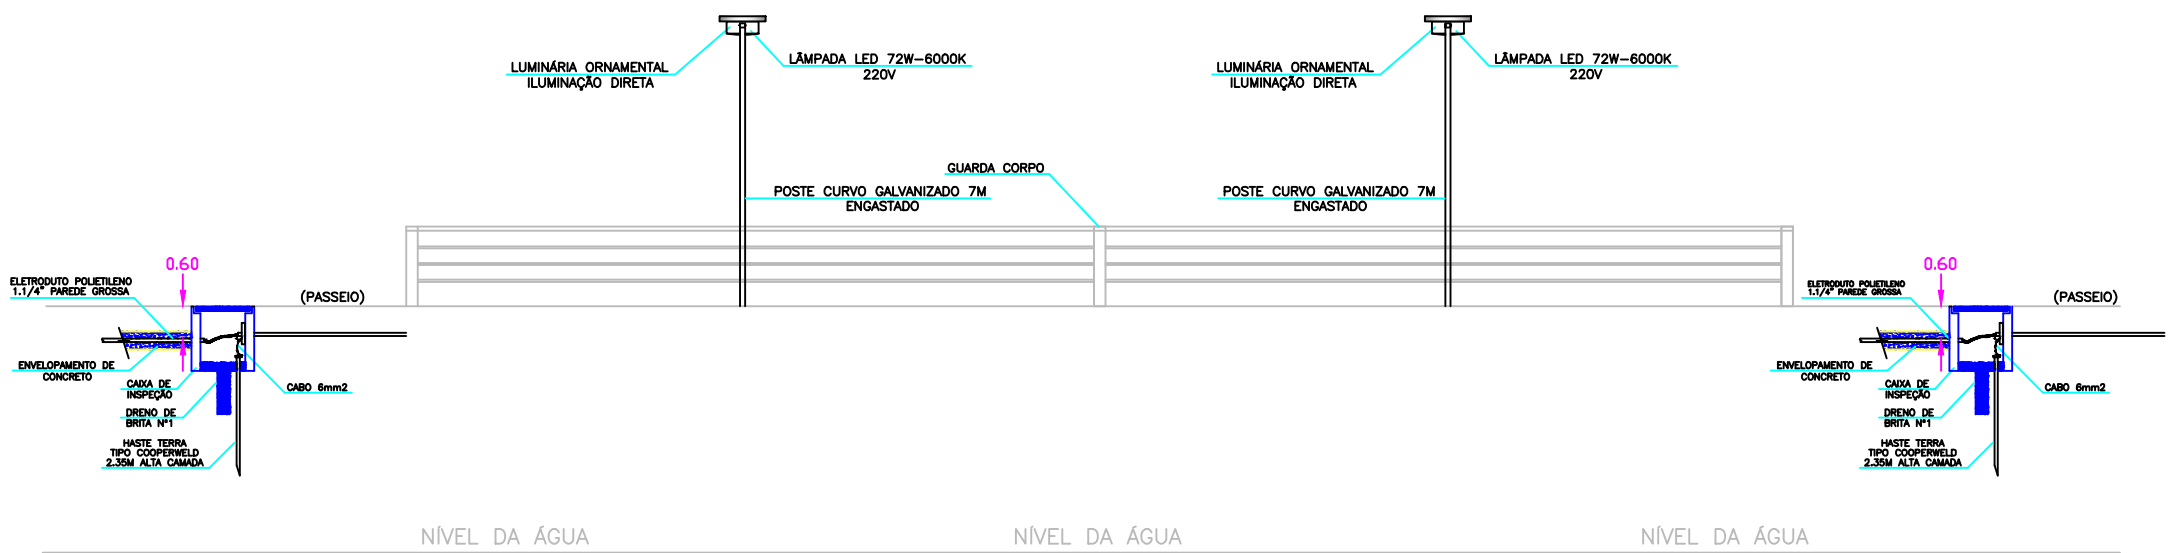 LUMINÁRIA ORNAMENTAL
ILUMINAÇÃO DIRETA
LÂMPADA LED 72W-6000K
220V
LUMINÁRIA ORNAMENTAL
ILUMINAÇÃO DIRETA
LÂMPADA LED 72W-6000K
220V
GUARDA CORPO
POSTE CURVO GALVANIZADO 7M
ENGASTADO
POSTE CURVO GALVANIZADO 7M
ENGASTADO
0.60
ELETRODUTO POLIETILENO
1.1/4" PAREDE GROSSA
(PASSEIO)
ENVELOPAMENTO DE
CONCRETO
CAIXA DE
INSPEÇÃO
CABO 6mm2
DRENO DE
BRITA N°1
HASTE TERRA
TIPO COOPERWELD
2.35M ALTA CAMADA
0.60
ELETRODUTO POLIETILENO
1.1/4" PAREDE GROSSA
(PASSEIO)
ENVELOPAMENTO DE
CONCRETO
CAIXA DE
INSPEÇÃO
CABO 6mm2
DRENO DE
BRITA N°1
HASTE TERRA
TIPO COOPERWELD
2.35M ALTA CAMADA
NÍVEL DA ÁGUA
NÍVEL DA ÁGUA
NÍVEL DA ÁGUA